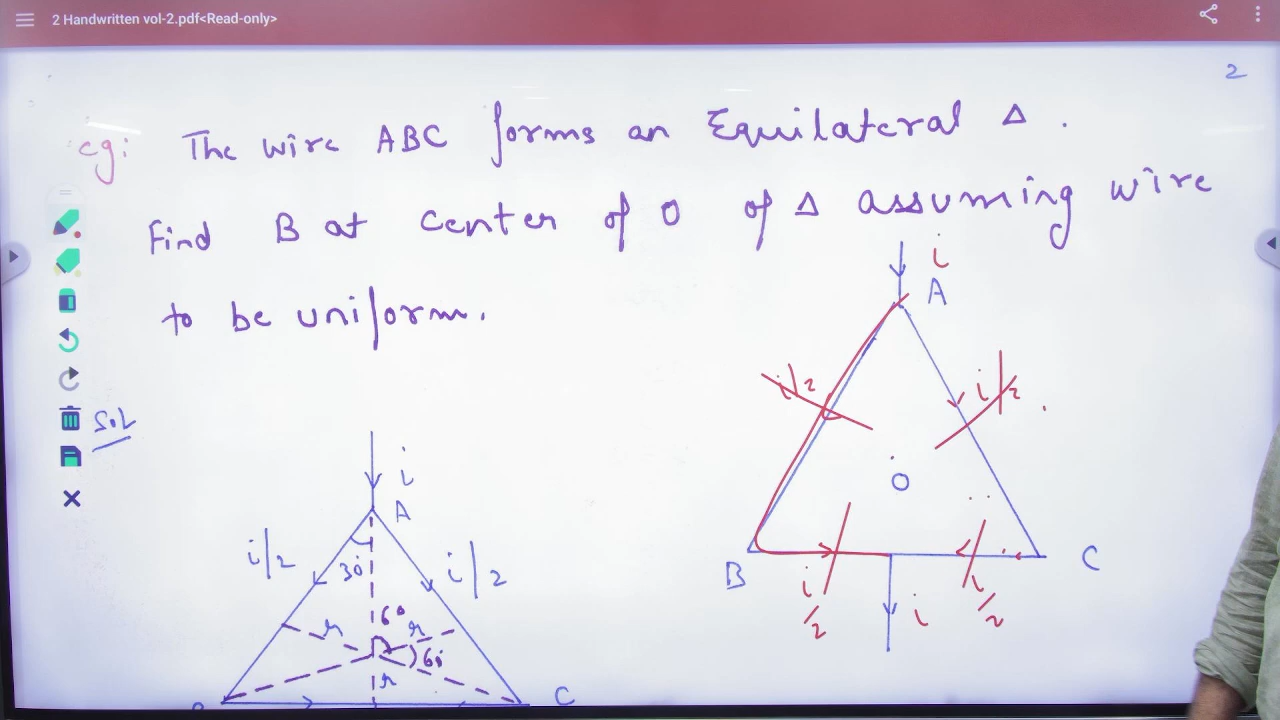 2 Handwritten vol-2.pdf<Read-only>
2
eg: The wire ABC forms an Equilateral Δ.
Find B at center of O of Δ assuming wire
to be uniform.
i
A
i/2
i/2
O
B
C
i/2
i
i/2
Sol
i
A
i/2
30°
i/2
60
r
r
60°
r
C